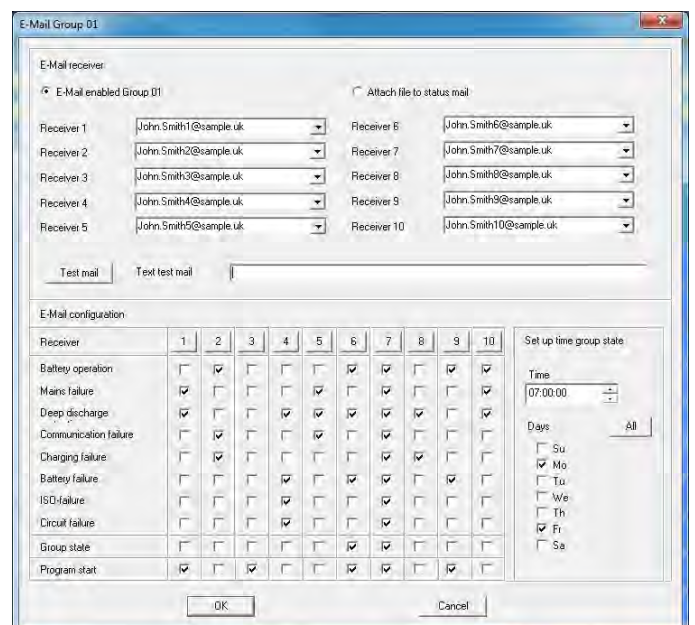 E-Mail Group 01
E-Mail receiver
E-Mail enabled Group 01
Attach file to status mail
Receiver 1 John.Smith1@sample.uk Receiver 6 John.Smith6@sample.uk
Receiver 2 John.Smith2@sample.uk Receiver 7 John.Smith7@sample.uk
Receiver 3 John.Smith3@sample.uk Receiver 8 John.Smith8@sample.uk
Receiver 4 John.Smith4@sample.uk Receiver 9 John.Smith9@sample.uk
Receiver 5 John.Smith5@sample.uk Receiver 10 John.Smith10@sample.uk
Test mail Text test mail
E-Mail configuration
Receiver 1 2 3 4 5 6 7 8 9 10
Battery operation
Mains failure
Deep discharge
Communication failure
Charging failure
Battery failure
ISO-failure
Circuit failure
Group state
Program start
Set up time group state
Time
07:00:00
Days All
Su
Mo
Tu
We
Th
Fr
Sa
OK Cancel